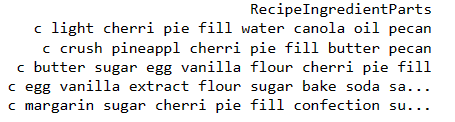 RecipeIngredientParts
c light cherri pie fill water canola oil pecan
c crush pineappl cherri pie fill butter pecan
c butter sugar egg vanilla flour cherri pie fill
c egg vanilla extract flour sugar bake soda sa...
c margarin sugar cherri pie fill confection su...